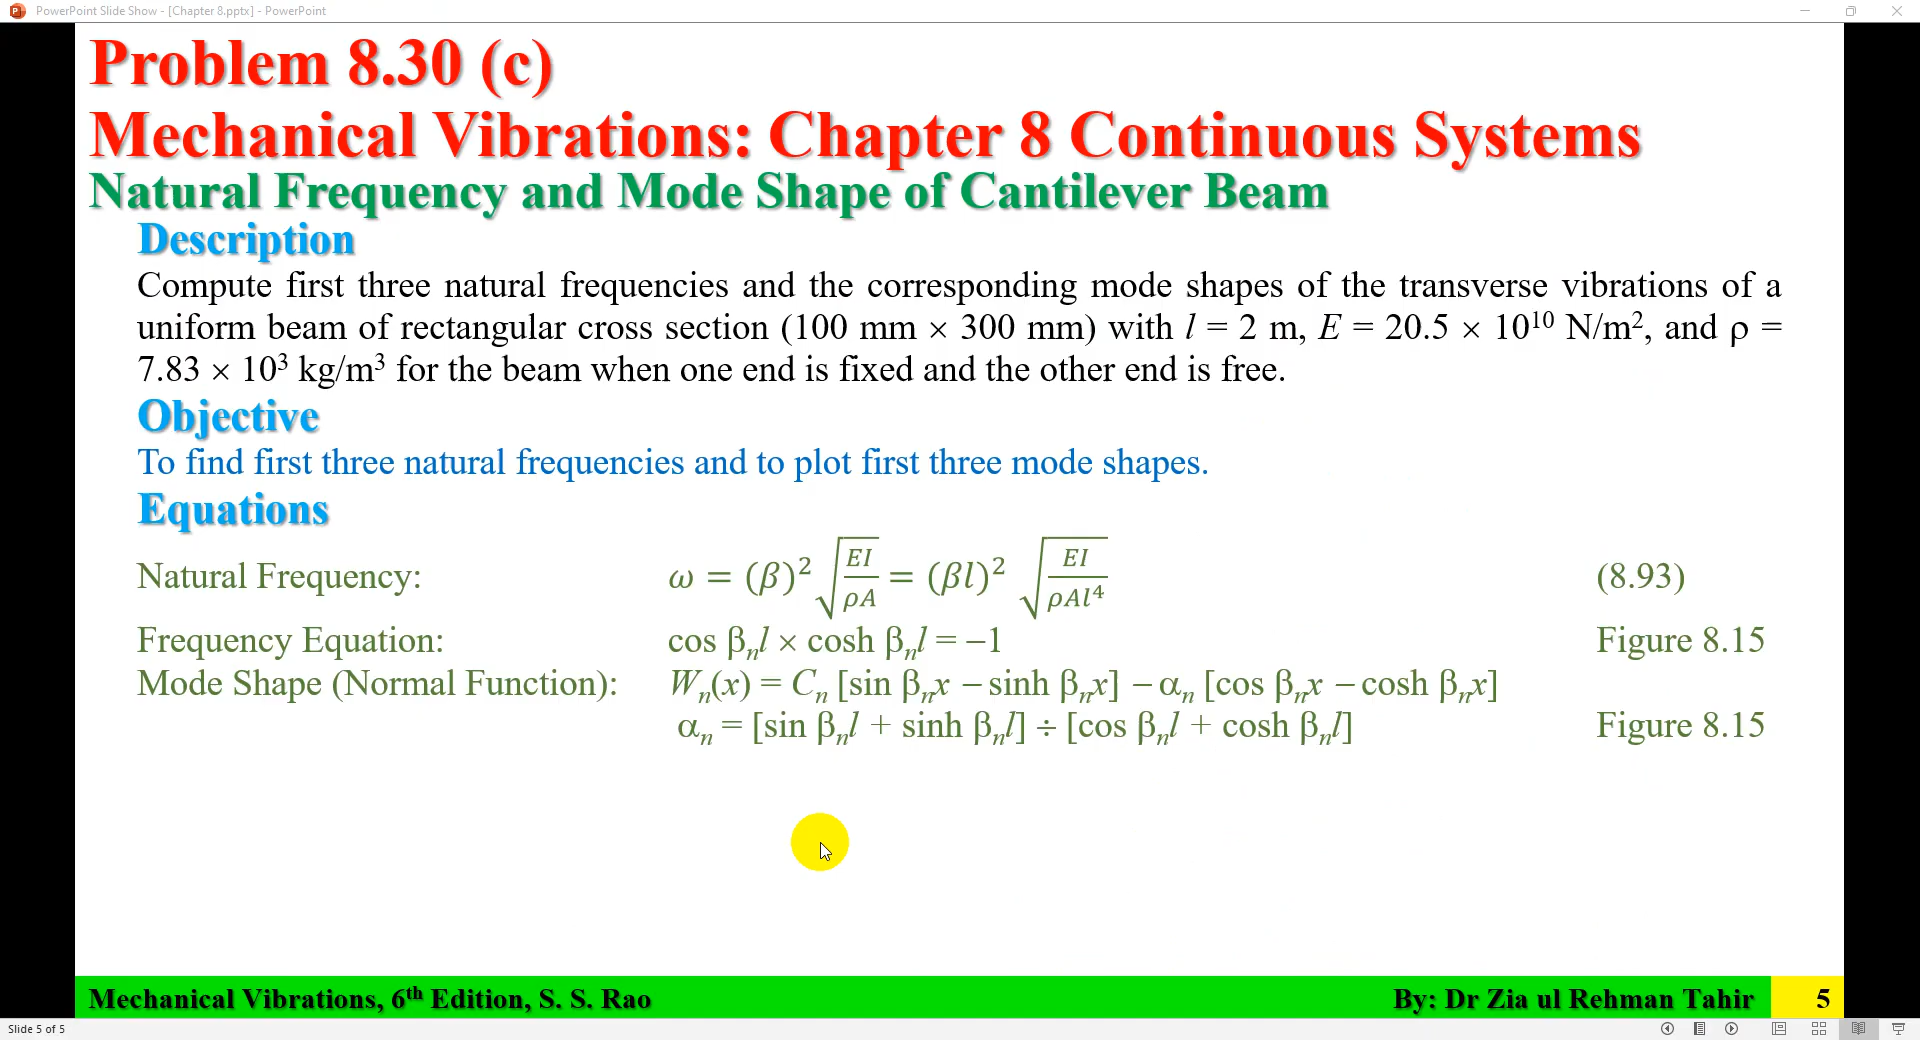 PowerPoint Slide Show - [Chapter 8.pptx] - PowerPoint
Problem 8.30 (c)
Mechanical Vibrations: Chapter 8 Continuous Systems
Natural Frequency and Mode Shape of Cantilever Beam
Description
Compute first three natural frequencies and the corresponding mode shapes of the transverse vibrations of a
uniform beam of rectangular cross section (100 mm × 300 mm) with l = 2 m, E = 20.5 × 10¹⁰ N/m², and ρ =
7.83 × 10³ kg/m³ for the beam when one end is fixed and the other end is free.
Objective
To find first three natural frequencies and to plot first three mode shapes.
Equations
Natural Frequency: ω = (β)² √(EI/ρA) = (βl)² √(EI/ρAl⁴) (8.93)
Frequency Equation: cos βₙl × cosh βₙl = −1 Figure 8.15
Mode Shape (Normal Function): Wₙ(x) = Cₙ [sin βₙx − sinh βₙx] − αₙ [cos βₙx − cosh βₙx]
αₙ = [sin βₙl + sinh βₙl] ÷ [cos βₙl + cosh βₙl] Figure 8.15
Mechanical Vibrations, 6th Edition, S. S. Rao By: Dr Zia ul Rehman Tahir 5
Slide 5 of 5